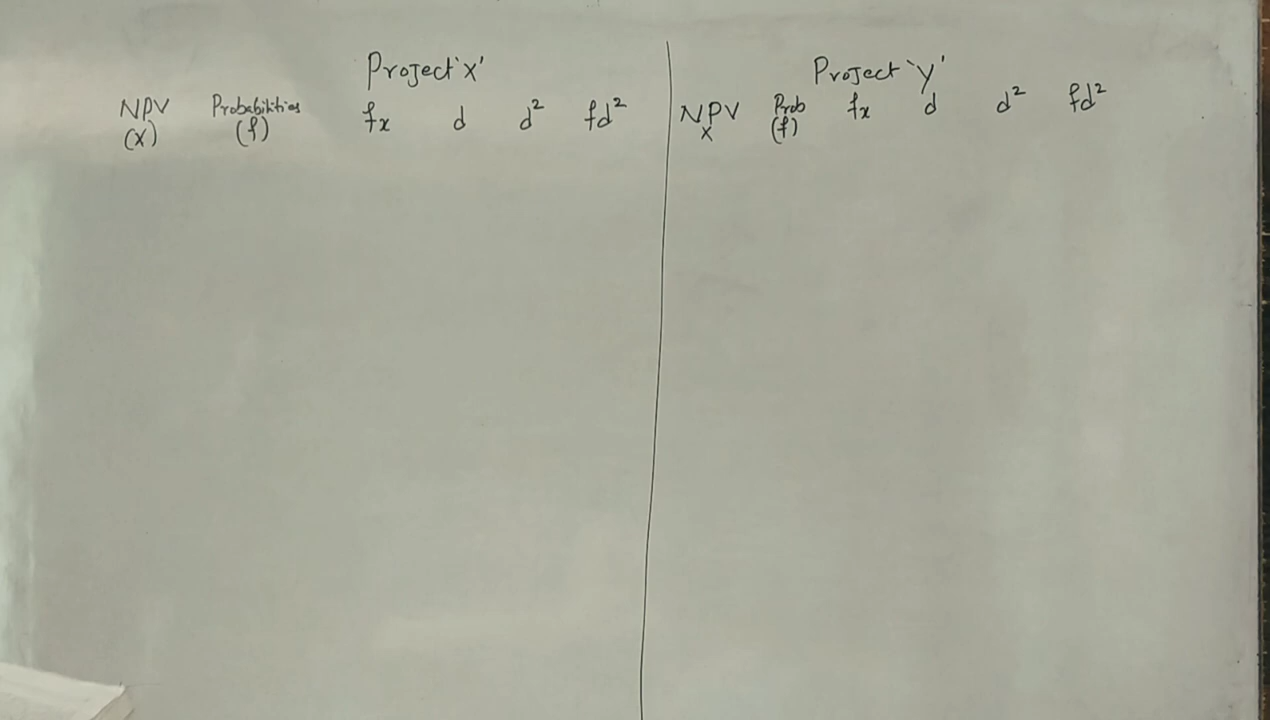 Project 'x'
NPV Probabilities fx d d² fd²
(x) (f)
Project 'y'
NPV Prob fx d d² fd²
x (f)